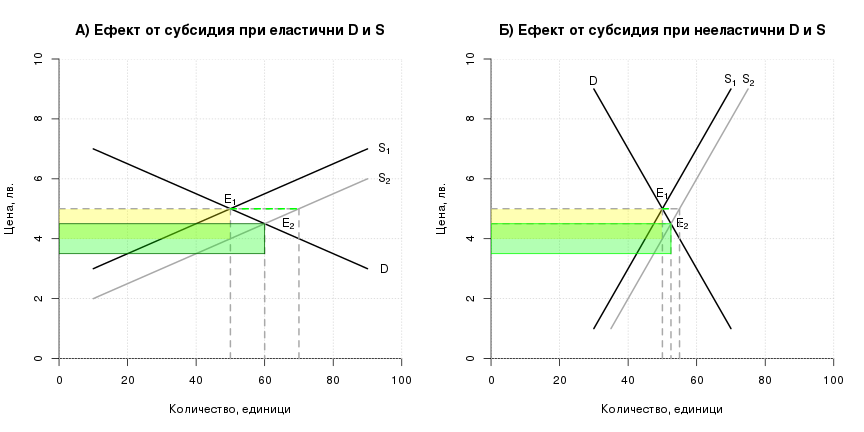 А) Ефект от субсидия при еластични D и S
Цена, лв.
10
8
6
4
2
0
S1
S2
E1
E2
D
0 20 40 60 80 100
Количество, единици
Б) Ефект от субсидия при нееластични D и S
Цена, лв.
10
8
6
4
2
0
D
S1 S2
E1
E2
0 20 40 60 80 100
Количество, единици